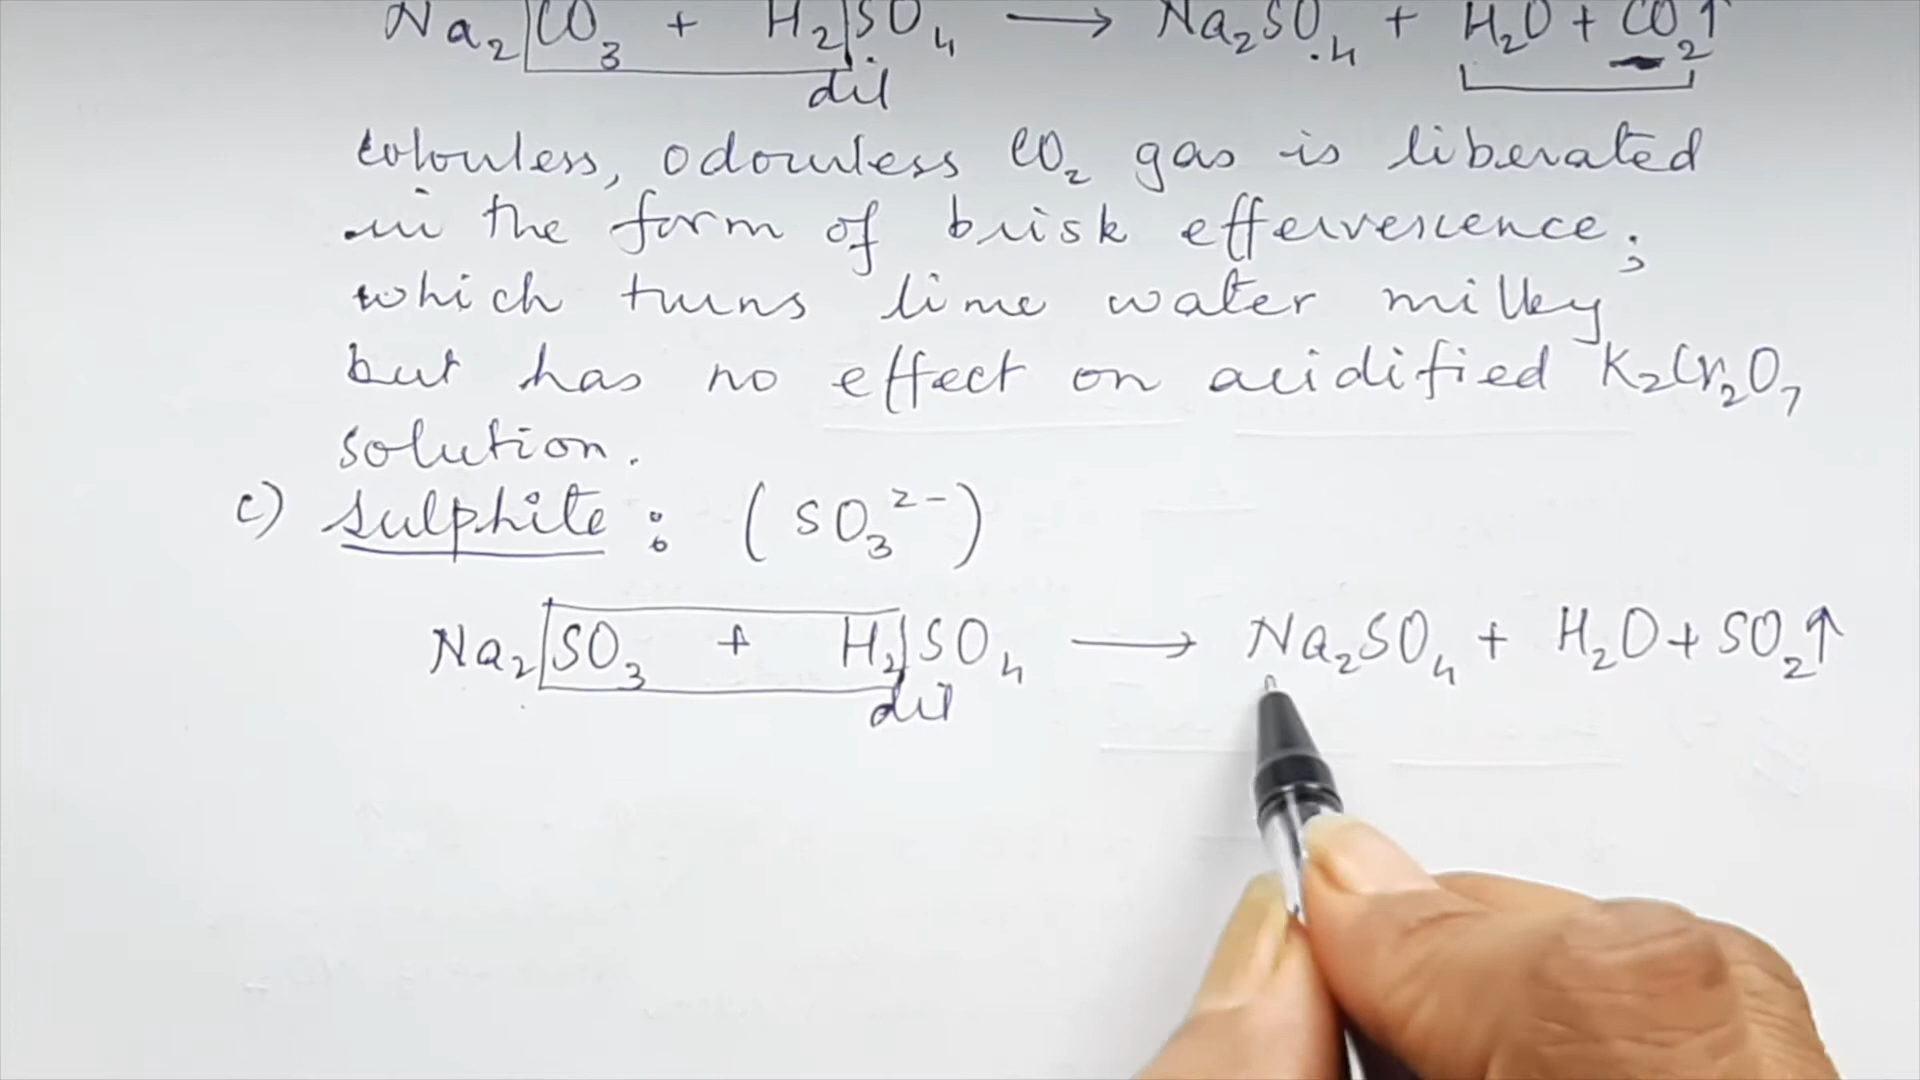 Na₂CO₃ + H₂SO₄ → Na₂SO₄ + H₂O + CO₂↑
dil
colourless, odourless CO₂ gas is liberated
in the form of brisk effervescence;
which turns lime water milky
but has no effect on acidified K₂Cr₂O₇
solution.
c) sulphite : (SO₃²⁻)
Na₂SO₃ + H₂SO₄ → Na₂SO₄ + H₂O + SO₂↑
dil